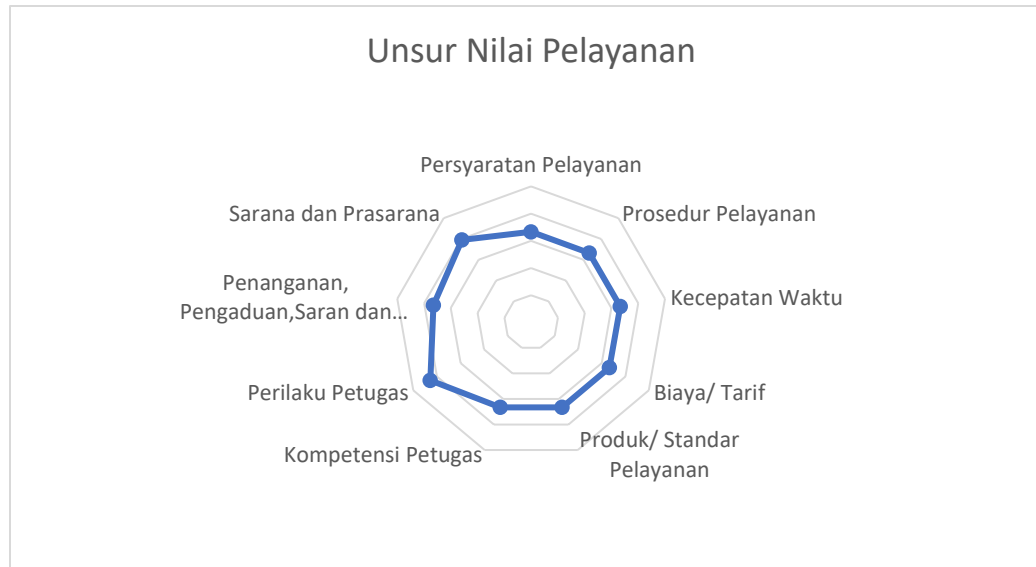 Unsur Nilai Pelayanan
Persyaratan Pelayanan
Prosedur Pelayanan
Kecepatan Waktu
Biaya/ Tarif
Produk/ Standar
Pelayanan
Kompetensi Petugas
Perilaku Petugas
Penanganan,
Pengaduan,Saran dan...
Sarana dan Prasarana